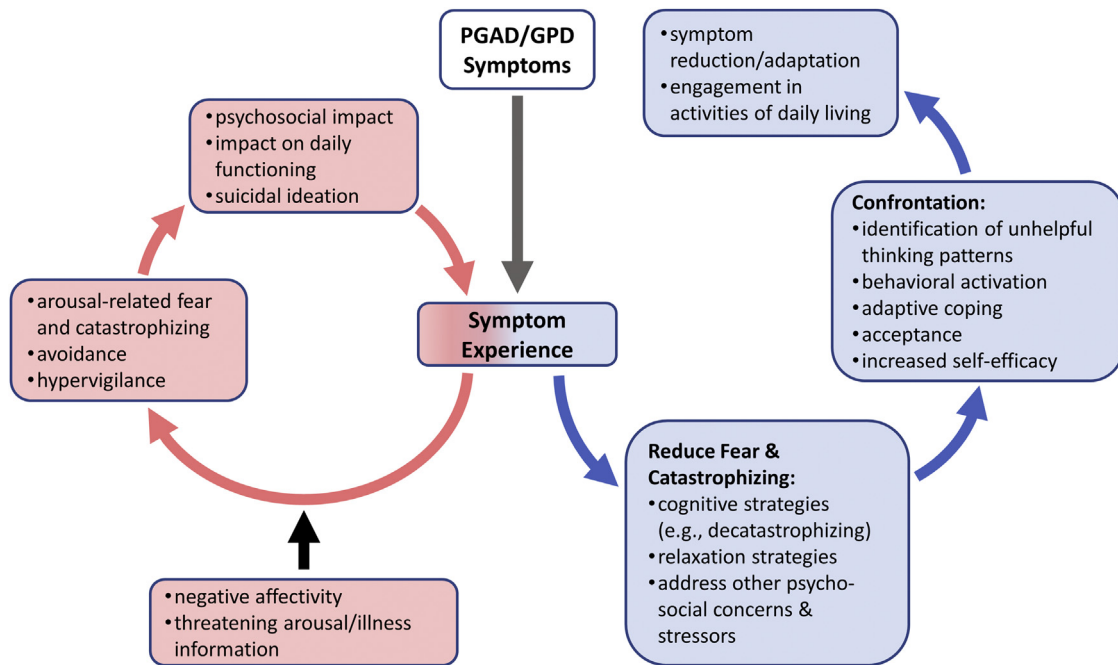 PGAD/GPD
Symptoms
•symptom
reduction/adaptation
•engagement in
activities of daily living
•psychosocial impact
•impact on daily
functioning
•suicidal ideation
Confrontation:
•identification of unhelpful
thinking patterns
•behavioral activation
•adaptive coping
•acceptance
•increased self-efficacy
•arousal-related fear
and catastrophizing
•avoidance
•hypervigilance
Symptom
Experience
Reduce Fear &
Catastrophizing:
•cognitive strategies
(e.g., decatastrophizing)
•relaxation strategies
•address other psycho-
social concerns &
stressors
•negative affectivity
•threatening arousal/illness
information